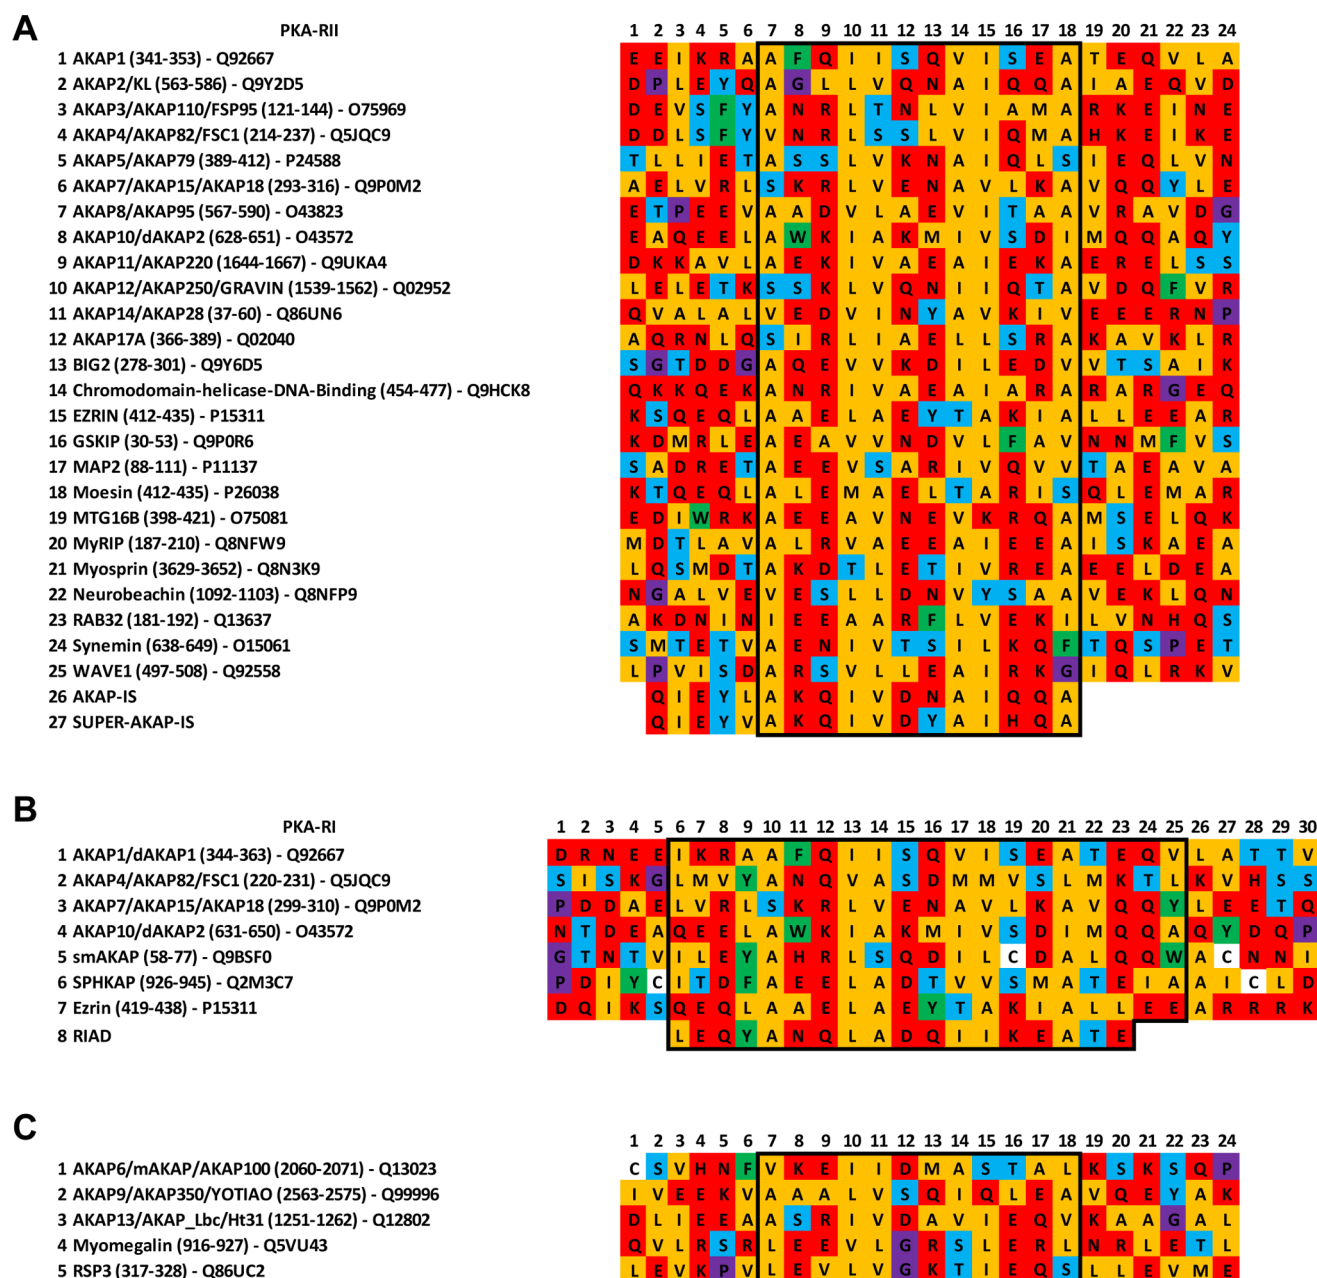 A
PKA-RII 1 2 3 4 5 6 7 8 9 10 11 12 13 14 15 16 17 18 19 20 21 22 23 24
1 AKAP1 (341-353) - Q92667 E E I K R A A F Q I I S Q V I S E A T E Q V L A
2 AKAP2/KL (563-586) - Q9Y2D5 D P L E Y Q A G L L V Q N A I Q Q A I A E Q V D
3 AKAP3/AKAP110/FSP95 (121-144) - O75969 D E V S F Y A N R L T N L V I A M A R K E I N E
4 AKAP4/AKAP82/FSC1 (214-237) - Q5JQC9 D D L S F Y V N R L S S L V I Q M A H K E I K E
5 AKAP5/AKAP79 (389-412) - P24588 T L L I E T A S S L V K N A I Q L S I E Q L V N
6 AKAP7/AKAP15/AKAP18 (293-316) - Q9P0M2 A E L V R L S K R L V E N A V L K A V Q Q Y L E
7 AKAP8/AKAP95 (567-590) - O43823 E T P E E V A A D V L A E V I T A A V R A V D G
8 AKAP10/dAKAP2 (628-651) - O43572 E A Q E E L A W K I A K M I V S D I M Q Q A Q Y
9 AKAP11/AKAP220 (1644-1667) - Q9UKA4 D K K A V L A E K I V A E A I E K A E R E L S S
10 AKAP12/AKAP250/GRAVIN (1539-1562) - Q02952 L E L E T K S S K L V Q N I I Q T A V D Q F V R
11 AKAP14/AKAP28 (37-60) - Q86UN6 Q V A L A L V E D V I N Y A V K I V E E E R N P
12 AKAP17A (366-389) - Q02040 A Q R N L Q S I R L I A E L L S R A K A V K L R
13 BIG2 (278-301) - Q9Y6D5 S G T D D G A Q E V V K D I L E D V V T S A I K
14 Chromodomain-helicase-DNA-Binding (454-477) - Q9HCK8 Q K K Q E K A N R I V A E A I A R A R A R G E Q
15 EZRIN (412-435) - P15311 K S Q E Q L A A E L A E Y T A K I A L L E E A R
16 GSKIP (30-53) - Q9P0R6 K D M R L E A E A V V N D V L F A V N N M F V S
17 MAP2 (88-111) - P11137 S A D R E T A E E V S A R I V Q V V T A E A V A
18 Moesin (412-435) - P26038 K T Q E Q L A L E M A E L T A R I S Q L E M A R
19 MTG16B (398-421) - O75081 E D I W R K A E E A V N E V K R Q A M S E L Q K
20 MyRIP (187-210) - Q8NFW9 M D T L A V A L R V A E E A I E E A I S K A E A
21 Myosprin (3629-3652) - Q8N3K9 L Q S M D T A K D T L E T I V R E A E E L D E A
22 Neurobeachin (1092-1103) - Q8NFP9 N G A L V E V E S L L D N V Y S A A V E K L Q N
23 RAB32 (181-192) - Q13637 A K D N I N I E E A A R F L V E K I L V N H Q S
24 Synemin (638-649) - O15061 S M T E T V A E N I V T S I L K Q F T Q S P E T
25 WAVE1 (497-508) - Q92558 L P V I S D A R S V L L E A I R K G I Q L R K V
26 AKAP-IS Q I E Y L A K Q I V D N A I Q Q A
27 SUPER-AKAP-IS Q I E Y V A K Q I V D Y A I H Q A
B
PKA-RI 1 2 3 4 5 6 7 8 9 10 11 12 13 14 15 16 17 18 19 20 21 22 23 24 25 26 27 28 29 30
1 AKAP1/dAKAP1 (344-363) - Q92667 D R N E E I K R A A F Q I I S Q V I S E A T E Q V L A T T V
2 AKAP4/AKAP82/FSC1 (220-231) - Q5JQC9 S I S K G L M V Y A N Q V A S D M M V S L M K T L K V H S S
3 AKAP7/AKAP15/AKAP18 (299-310) - Q9P0M2 P D D A E L V R L S K R L V E N A V L K A V Q Q Y L E E T Q
4 AKAP10/dAKAP2 (631-650) - O43572 N T D E A Q E E L A W K I A K M I V S D I M Q Q A Q Y D Q P
5 smAKAP (58-77) - Q9BSF0 G T N T V I L E Y A H R L S Q D I L C D A L Q Q W A C N N I
6 SPHKAP (926-945) - Q2M3C7 P D I Y C I T D F A E E L A D T V V S M A T E I A A I C L D
7 Ezrin (419-438) - P15311 D Q I K S Q E Q L A A E L A E Y T A K I A L L E E A R R R K
8 RIAD L E Q Y A N Q L A D Q I I K E A T E
C
1 2 3 4 5 6 7 8 9 10 11 12 13 14 15 16 17 18 19 20 21 22 23 24
1 AKAP6/mAKAP/AKAP100 (2060-2071) - Q13023 C S V H N F V K E I I D M A S T A L K S K S Q P
2 AKAP9/AKAP350/YOTIAO (2563-2575) - Q99996 I V E E K V A A A L V S Q I Q L E A V Q E Y A K
3 AKAP13/AKAP_Lbc/Ht31 (1251-1262) - Q12802 D L I E E A A S R I V D A V I E Q V K A A G A L
4 Myomegalin (916-927) - Q5VU43 Q V L R S R L E E V L G R S L E R L N R L E T L
5 RSP3 (317-328) - Q86UC2 L E V K P V L E V L V G K T I E Q S L L E V M E